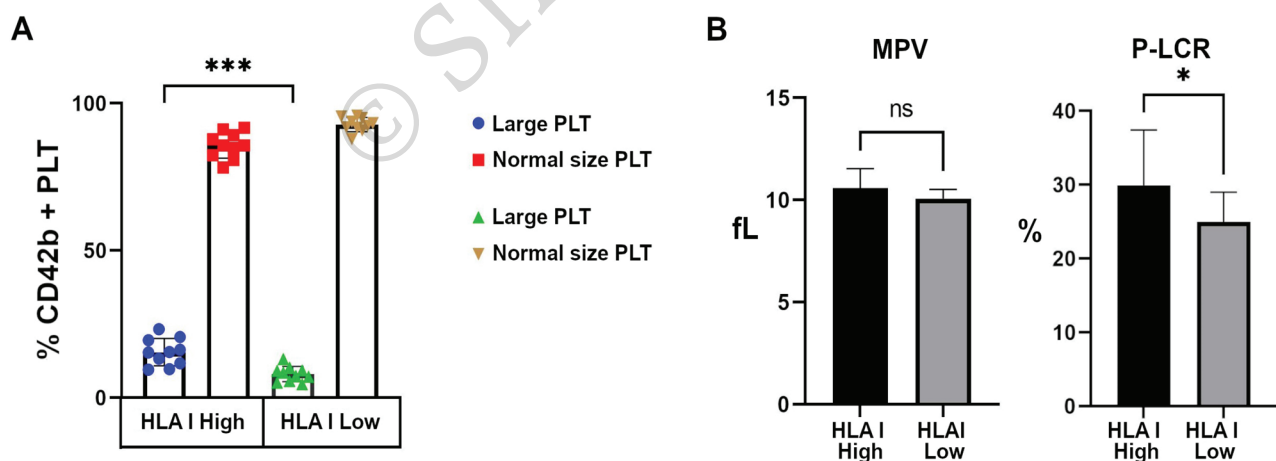 A
© 
***
100
50
0
% CD42b + PLT
HLA I High
HLA I Low
Large PLT
Normal size PLT
Large PLT
Normal size PLT
B
MPV
ns
15
10
5
0
fL
HLA I
High
HLAI
Low
P-LCR
*
40
30
20
10
0
%
HLA I
High
HLA I
Low